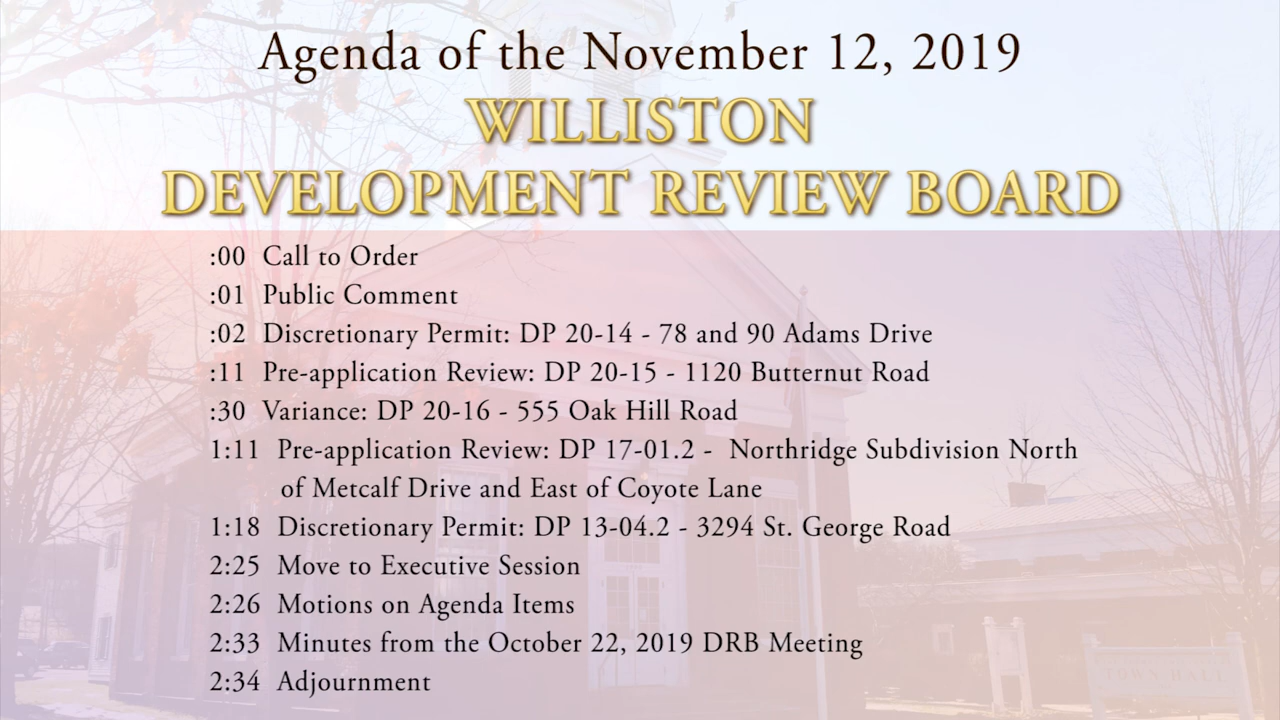 Agenda of the November 12, 2019
WILLISTON
DEVELOPMENT REVIEW BOARD
:00 Call to Order
:01 Public Comment
:02 Discretionary Permit: DP 20-14 - 78 and 90 Adams Drive
:11 Pre-application Review: DP 20-15 - 1120 Butternut Road
:30 Variance: DP 20-16 - 555 Oak Hill Road
1:11 Pre-application Review: DP 17-01.2 - Northridge Subdivision North
of Metcalf Drive and East of Coyote Lane
1:18 Discretionary Permit: DP 13-04.2 - 3294 St. George Road
2:25 Move to Executive Session
2:26 Motions on Agenda Items
2:33 Minutes from the October 22, 2019 DRB Meeting
2:34 Adjournment
TOWN HALL